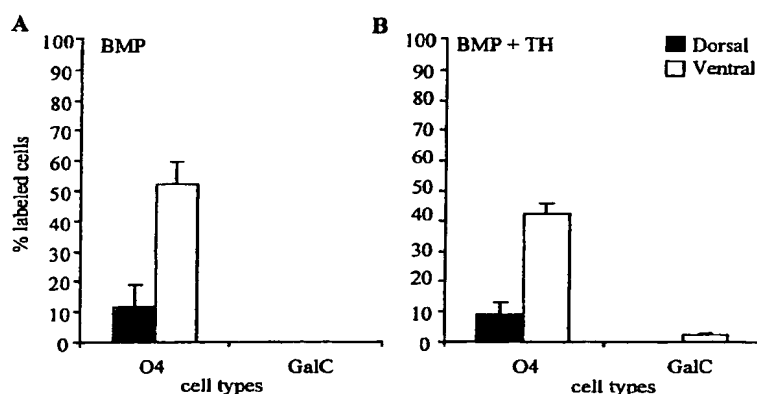 A
BMP
100
90
80
70
60
50
40
30
20
10
0
% labeled cells
O4
GalC
cell types
B
BMP + TH
Dorsal
Ventral
100
90
80
70
60
50
40
30
20
10
0
O4
GalC
cell types